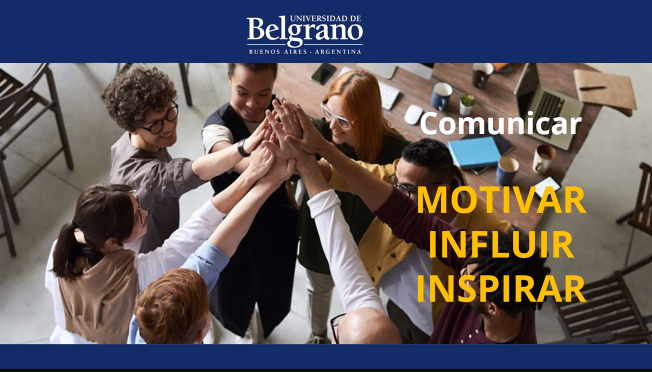 UNIVERSIDAD DE
Belgrano
BUENOS AIRES - ARGENTINA
Comunicar
MOTIVAR
INFLUIR
INSPIRAR